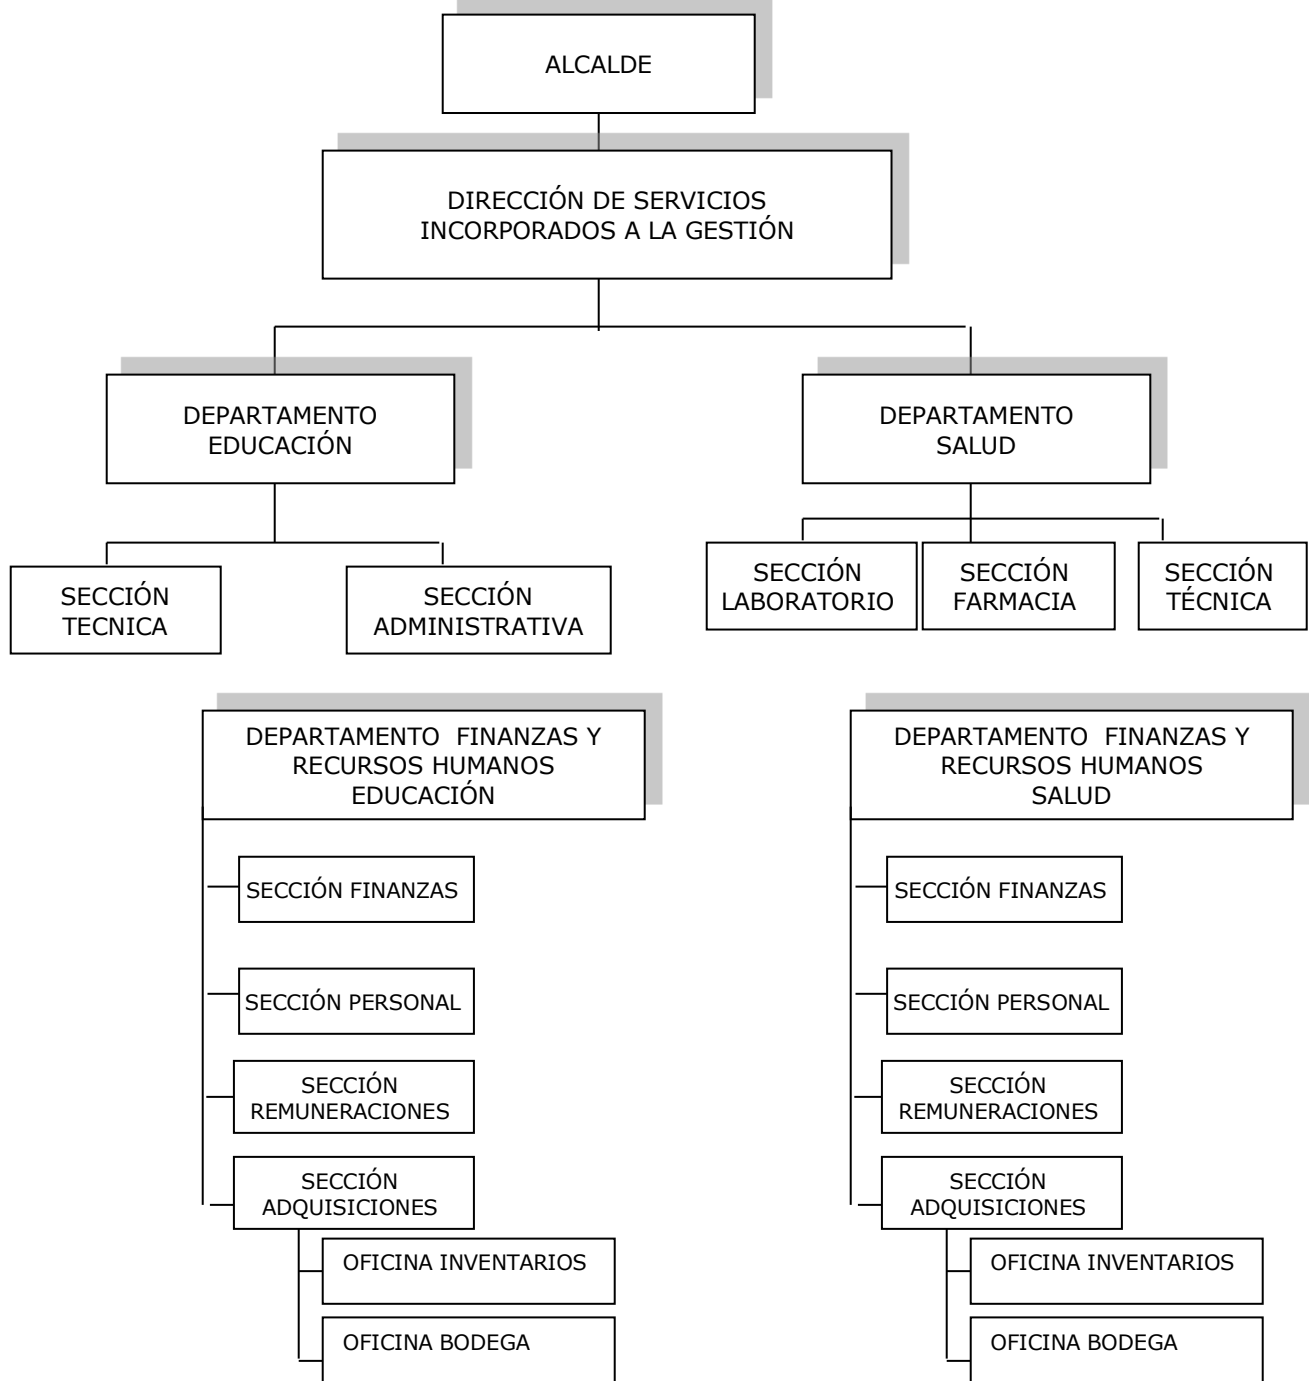 ALCALDE
DIRECCIÓN DE SERVICIOS
INCORPORADOS A LA GESTIÓN
DEPARTAMENTO
EDUCACIÓN
DEPARTAMENTO
SALUD
SECCIÓN
TECNICA
SECCIÓN
ADMINISTRATIVA
SECCIÓN
LABORATORIO
SECCIÓN
FARMACIA
SECCIÓN
TÉCNICA
DEPARTAMENTO FINANZAS Y
RECURSOS HUMANOS
EDUCACIÓN
SECCIÓN FINANZAS
SECCIÓN PERSONAL
SECCIÓN
REMUNERACIONES
SECCIÓN
ADQUISICIONES
OFICINA INVENTARIOS
OFICINA BODEGA
DEPARTAMENTO FINANZAS Y
RECURSOS HUMANOS
SALUD
SECCIÓN FINANZAS
SECCIÓN PERSONAL
SECCIÓN
REMUNERACIONES
SECCIÓN
ADQUISICIONES
OFICINA INVENTARIOS
OFICINA BODEGA